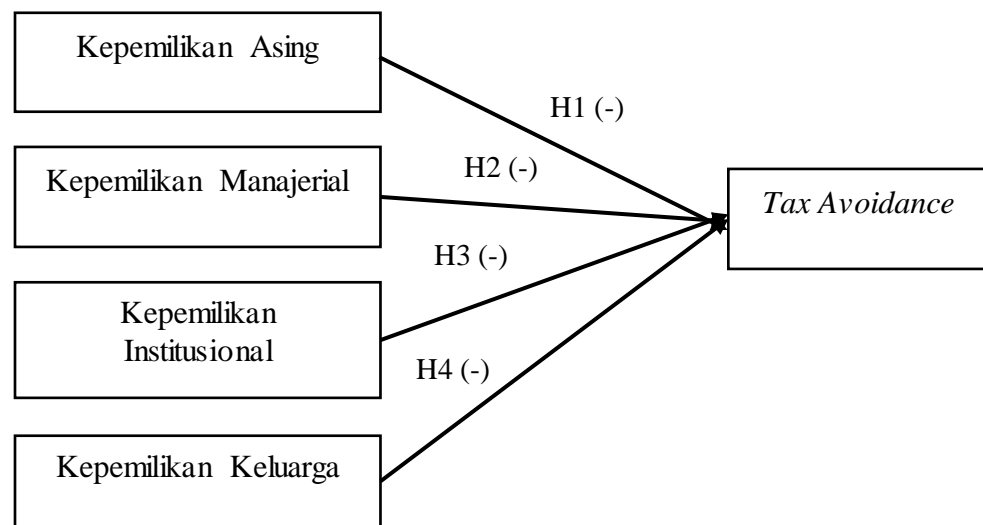 Kepemilikan Asing
H1 (-)
Kepemilikan Manajerial
H2 (-)
Tax Avoidance
H3 (-)
Kepemilikan
Institusional
H4 (-)
Kepemilikan Keluarga